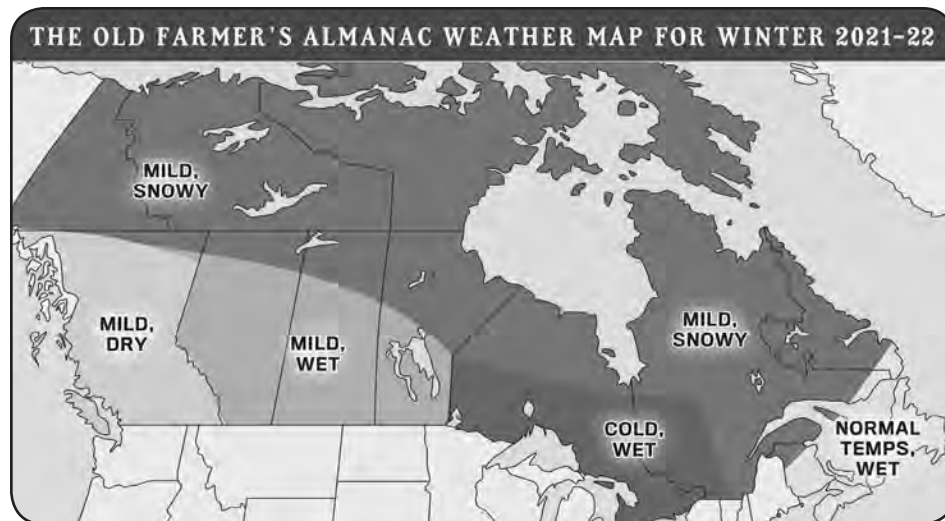 THE OLD FARMER'S ALMANAC WEATHER MAP FOR WINTER 2021–22
MILD,
SNOWY
MILD,
DRY
MILD,
WET
MILD,
SNOWY
COLD,
WET
NORMAL
TEMPS,
WET